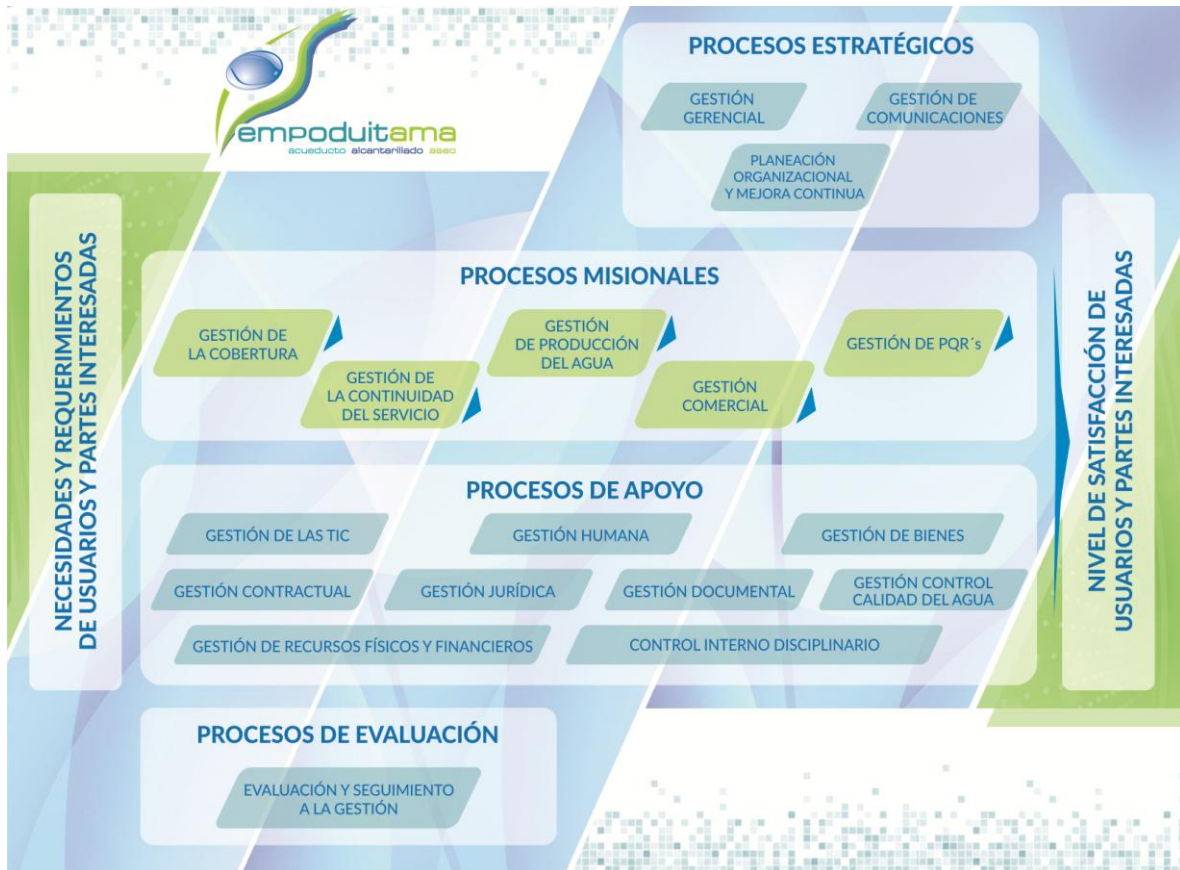 empoduitama
acueducto alcantarillado aseo
PROCESOS ESTRATÉGICOS
GESTIÓN
GERENCIAL
GESTIÓN DE
COMUNICACIONES
PLANEACIÓN
ORGANIZACIONAL
Y MEJORA CONTINUA
NECESIDADES Y REQUERIMIENTOS
DE USUARIOS Y PARTES INTERESADAS
PROCESOS MISIONALES
GESTIÓN DE
LA COBERTURA
GESTIÓN DE
LA CONTINUIDAD
DEL SERVICIO
GESTIÓN
DE PRODUCCIÓN
DEL AGUA
GESTIÓN
COMERCIAL
GESTIÓN DE PQR´s
PROCESOS DE APOYO
GESTIÓN DE LAS TIC
GESTIÓN HUMANA
GESTIÓN DE BIENES
GESTIÓN CONTRACTUAL
GESTIÓN JURÍDICA
GESTIÓN DOCUMENTAL
GESTIÓN CONTROL
CALIDAD DEL AGUA
GESTIÓN DE RECURSOS FÍSICOS Y FINANCIEROS
CONTROL INTERNO DISCIPLINARIO
PROCESOS DE EVALUACIÓN
EVALUACIÓN Y SEGUIMIENTO
A LA GESTIÓN
NIVEL DE SATISFACCIÓN DE
USUARIOS Y PARTES INTERESADAS